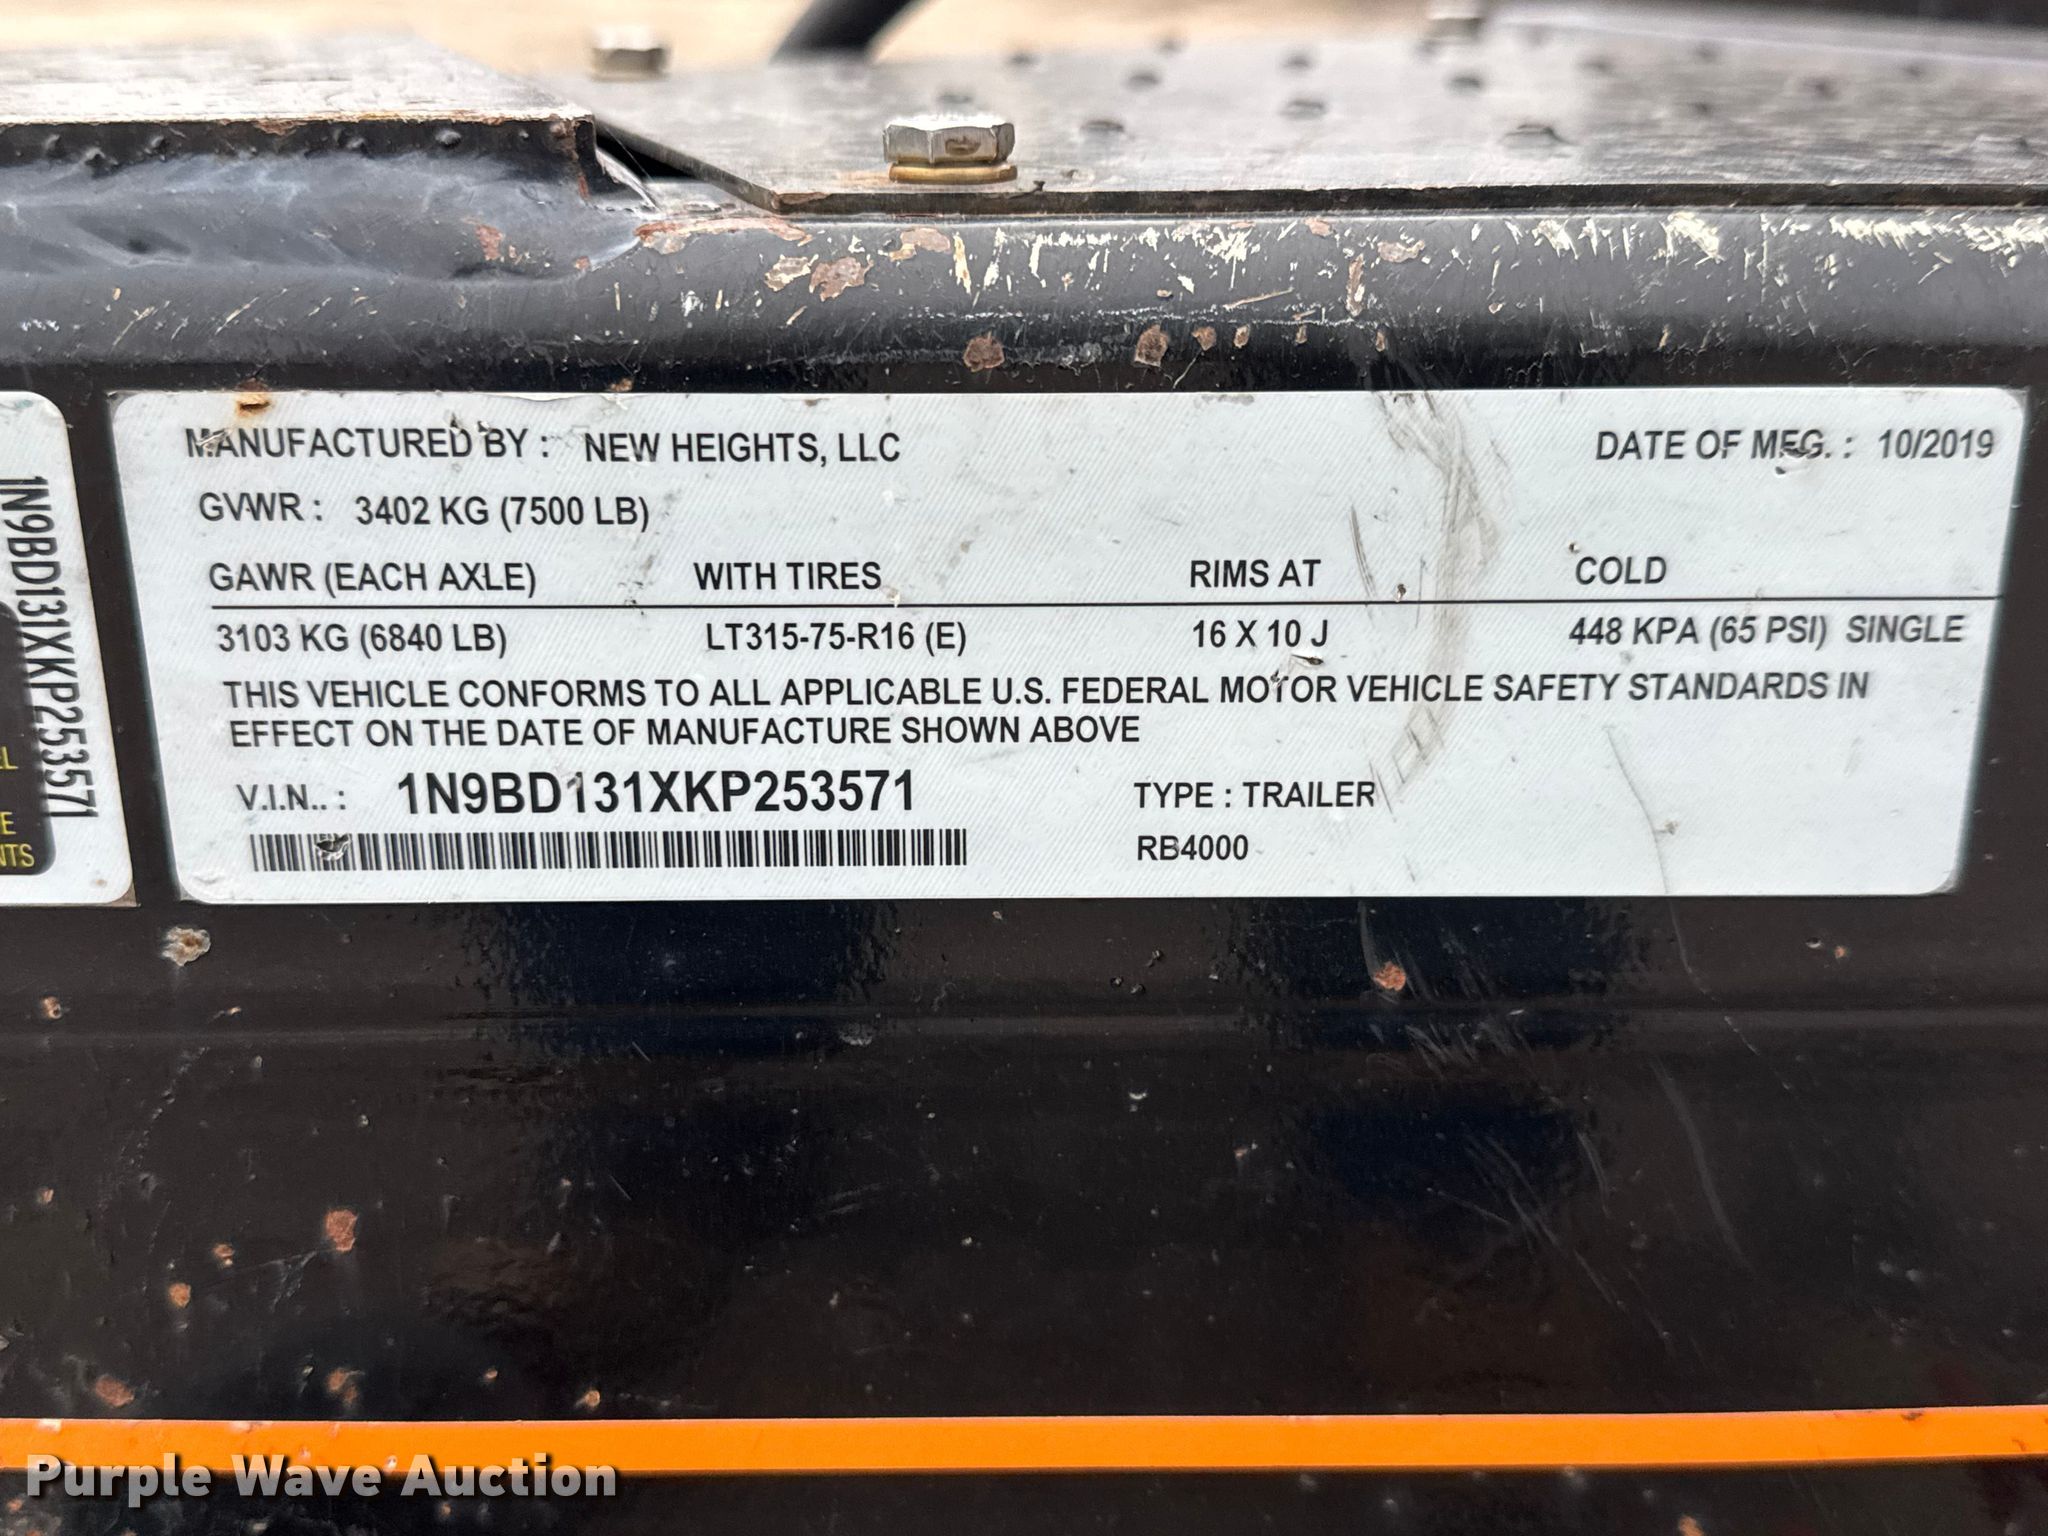 MANUFACTURED BY : NEW HEIGHTS, LLC DATE OF MFG. : 10/2019
GVWR : 3402 KG (7500 LB)
GAWR (EACH AXLE) WITH TIRES RIMS AT COLD
3103 KG (6840 LB) LT315-75-R16 (E) 16 X 10 J 448 KPA (65 PSI) SINGLE
THIS VEHICLE CONFORMS TO ALL APPLICABLE U.S. FEDERAL MOTOR VEHICLE SAFETY STANDARDS IN
EFFECT ON THE DATE OF MANUFACTURE SHOWN ABOVE
V.I.N.. : 1N9BD131XKP253571 TYPE : TRAILER
RB4000
1N9BD131XKP253571
Purple Wave Auction